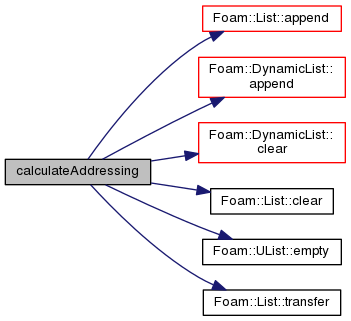 Foam::List::append
Foam::DynamicList::
append
Foam::DynamicList::
clear
calculateAddressing
Foam::List::clear
Foam::UList::empty
Foam::List::transfer